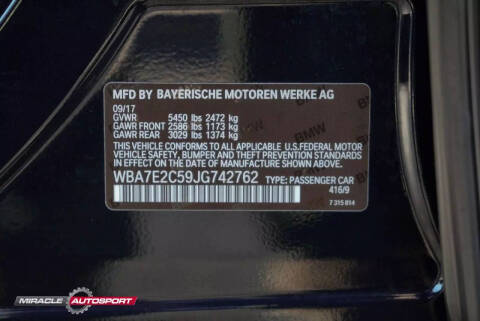 MFD BY BAYERISCHE MOTOREN WERKE AG
09/17
GVWR 5450 lbs 2472 kg
GAWR FRONT 2586 lbs 1173 kg
GAWR REAR 3029 lbs 1374 kg
THIS VEHICLE CONFORMS TO ALL APPLICABLE U.S.FEDERAL MOTOR
VEHICLE SAFETY, BUMPER, AND THEFT PREVENTION STANDARDS IN
EFFECT ON THE DATE OF MANUFACTURE SHOWN ABOVE.
WBA7E2C59JG742762 TYPE: PASSENGER CAR
416/9
7 315 814
BMW
MIRACLE AUTOSPORT